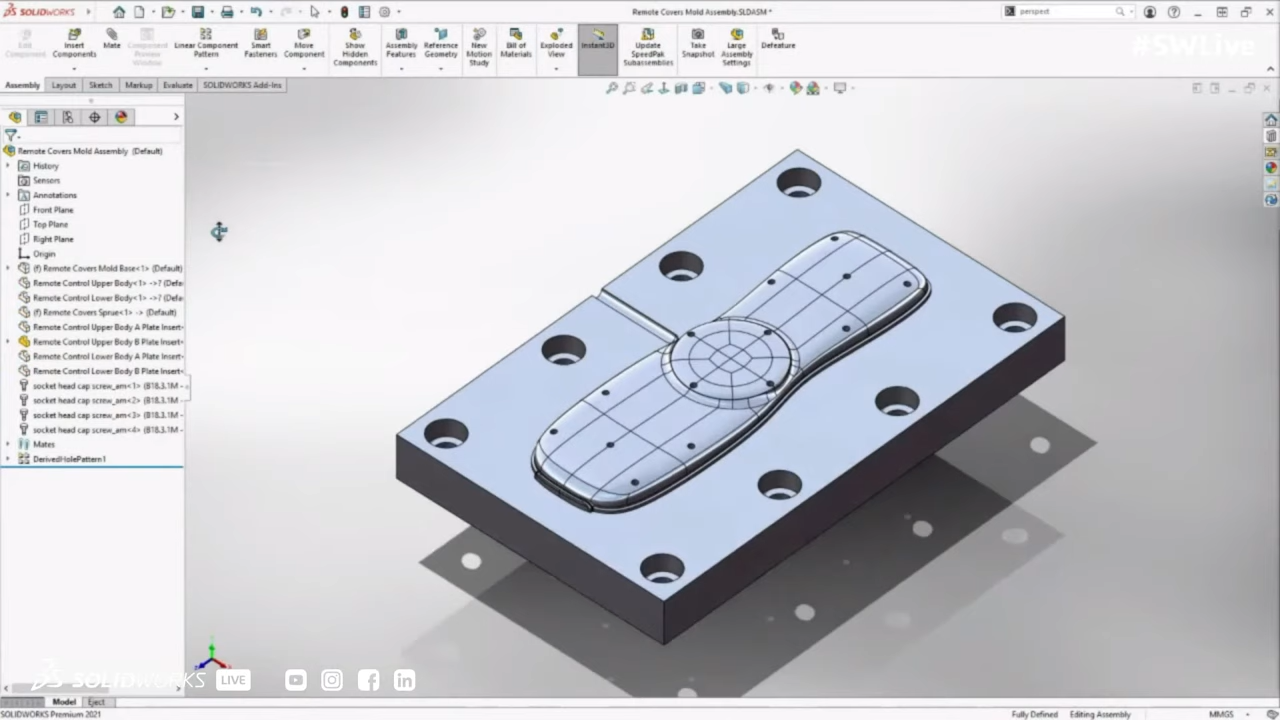 SOLIDWORKS
Remote Covers Mold Assembly.SLDASM *
perspect
Edit Component
Insert Components
Mate
Component Preview Window
Linear Component Pattern
Smart Fasteners
Move Component
Show Hidden Components
Assembly Features
Reference Geometry
New Motion Study
Bill of Materials
Exploded View
Instant3D
Update SpeedPak Subassemblies
Take Snapshot
Large Assembly Settings
Defeature
#SWLive
Assembly
Layout
Sketch
Markup
Evaluate
SOLIDWORKS Add-Ins
Remote Covers Mold Assembly (Default)
History
Sensors
Annotations
Front Plane
Top Plane
Right Plane
Origin
(f) Remote Covers Mold Base<1> (Default)
Remote Control Upper Body<1> ->? (Defa
Remote Control Lower Body<1> ->? (Defa
(f) Remote Covers Sprue<1> -> (Default)
Remote Control Upper Body A Plate Insert<
Remote Control Upper Body B Plate Insert<
Remote Control Lower Body A Plate Insert<
Remote Control Lower Body B Plate Insert<
socket head cap screw_am<1> (B18.3.1M -
socket head cap screw_am<2> (B18.3.1M -
socket head cap screw_am<3> (B18.3.1M -
socket head cap screw_am<4> (B18.3.1M -
Mates
DerivedHolePattern1
SOLIDWORKS LIVE
Model
Eject
SOLIDWORKS Premium 2021
Fully Defined
Editing Assembly
MMGS